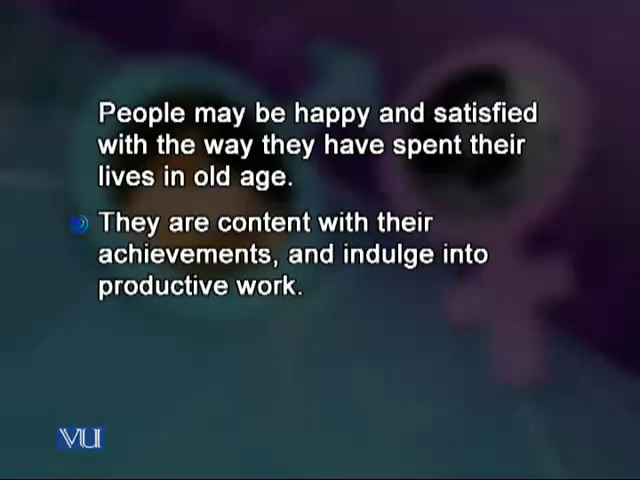 People may be happy and satisfied
with the way they have spent their
lives in old age.
They are content with their
achievements, and indulge into
productive work.
VU